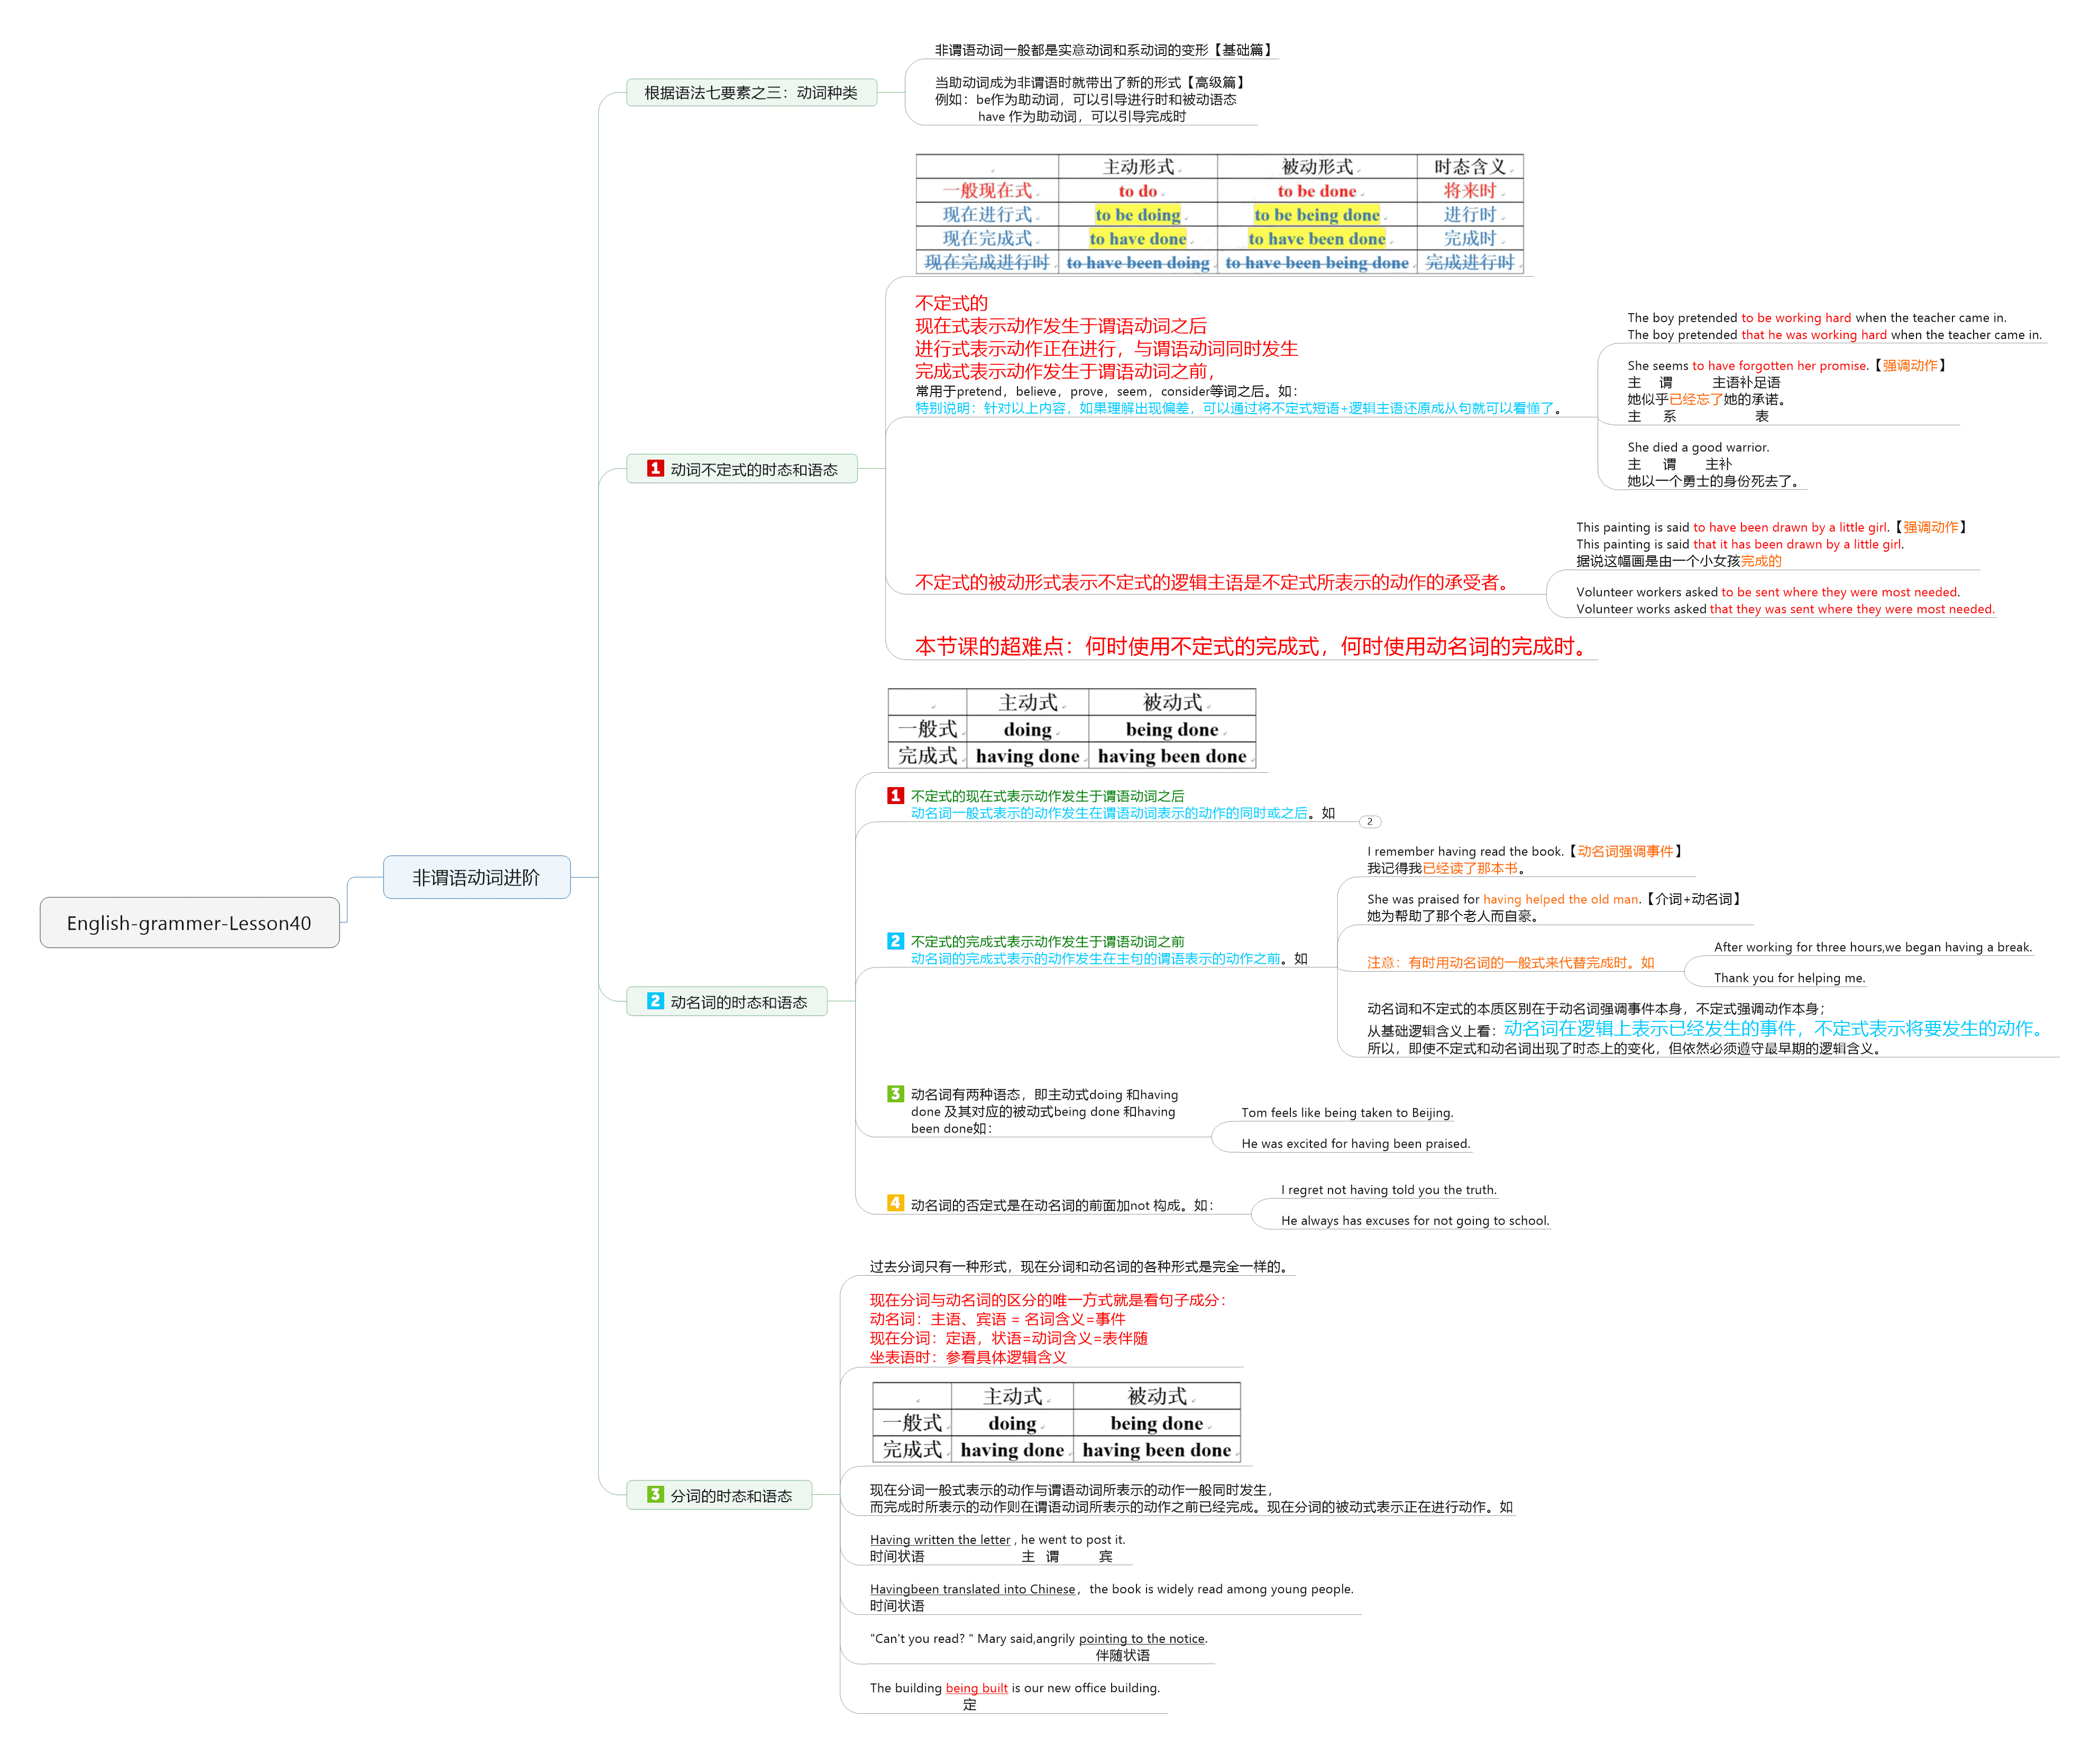 English-grammer-Lesson40
非谓语动词进阶
根据语法七要素之三：动词种类
非谓语动词一般都是实意动词和系动词的变形【基础篇】
当助动词成为非谓语时就带出了新的形式【高级篇】
例如：be作为助动词，可以引导进行时和被动语态
have 作为助动词，可以引导完成时
1 动词不定式的时态和语态
主动形式 被动形式 时态含义
一般现在式 to do to be done 将来时
现在进行式 to be doing to be being done 进行时
现在完成式 to have done to have been done 完成时
现在完成进行时 to have been doing to have been being done 完成进行时
不定式的
现在式表示动作发生于谓语动词之后
进行式表示动作正在进行，与谓语动词同时发生
完成式表示动作发生于谓语动词之前，
常用于pretend，believe，prove，seem，consider等词之后。如：
特别说明：针对以上内容，如果理解出现偏差，可以通过将不定式短语+逻辑主语还原成从句就可以看懂了。
The boy pretended to be working hard when the teacher came in.
The boy pretended that he was working hard when the teacher came in.
She seems to have forgotten her promise.【强调动作】
主 谓 主语补足语
她似乎已经忘了她的承诺。
主 系 表
She died a good warrior.
主 谓 主补
她以一个勇士的身份死去了。
不定式的被动形式表示不定式的逻辑主语是不定式所表示的动作的承受者。
This painting is said to have been drawn by a little girl.【强调动作】
This painting is said that it has been drawn by a little girl.
据说这幅画是由一个小女孩完成的
Volunteer workers asked to be sent where they were most needed.
Volunteer works asked that they was sent where they were most needed.
本节课的超难点：何时使用不定式的完成式，何时使用动名词的完成时。
2 动名词的时态和语态
主动式 被动式
一般式 doing being done
完成式 having done having been done
1 不定式的现在式表示动作发生于谓语动词之后
动名词一般式表示的动作发生在谓语动词表示的动作的同时或之后。如
2
2 不定式的完成式表示动作发生于谓语动词之前
动名词的完成式表示的动作发生在主句的谓语表示的动作之前。如
I remember having read the book.【动名词强调事件】
我记得我已经读了那本书。
She was praised for having helped the old man.【介词+动名词】
她为帮助了那个老人而自豪。
注意：有时用动名词的一般式来代替完成时。如
After working for three hours,we began having a break.
Thank you for helping me.
动名词和不定式的本质区别在于动名词强调事件本身，不定式强调动作本身；
从基础逻辑含义上看：动名词在逻辑上表示已经发生的事件，不定式表示将要发生的动作。
所以，即使不定式和动名词出现了时态上的变化，但依然必须遵守最早期的逻辑含义。
3 动名词有两种语态，即主动式doing 和having
done 及其对应的被动式being done 和having
been done如：
Tom feels like being taken to Beijing.
He was excited for having been praised.
4 动名词的否定式是在动名词的前面加not 构成。如：
I regret not having told you the truth.
He always has excuses for not going to school.
3 分词的时态和语态
过去分词只有一种形式，现在分词和动名词的各种形式是完全一样的。
现在分词与动名词的区分的唯一方式就是看句子成分：
动名词：主语、宾语 = 名词含义=事件
现在分词：定语，状语=动词含义=表伴随
坐表语时：参看具体逻辑含义
主动式 被动式
一般式 doing being done
完成式 having done having been done
现在分词一般式表示的动作与谓语动词所表示的动作一般同时发生，
而完成时所表示的动作则在谓语动词所表示的动作之前已经完成。现在分词的被动式表示正在进行动作。如
Having written the letter , he went to post it.
时间状语 主 谓 宾
Havingbeen translated into Chinese，the book is widely read among young people.
时间状语
"Can't you read? " Mary said,angrily pointing to the notice.
伴随状语
The building being built is our new office building.
定